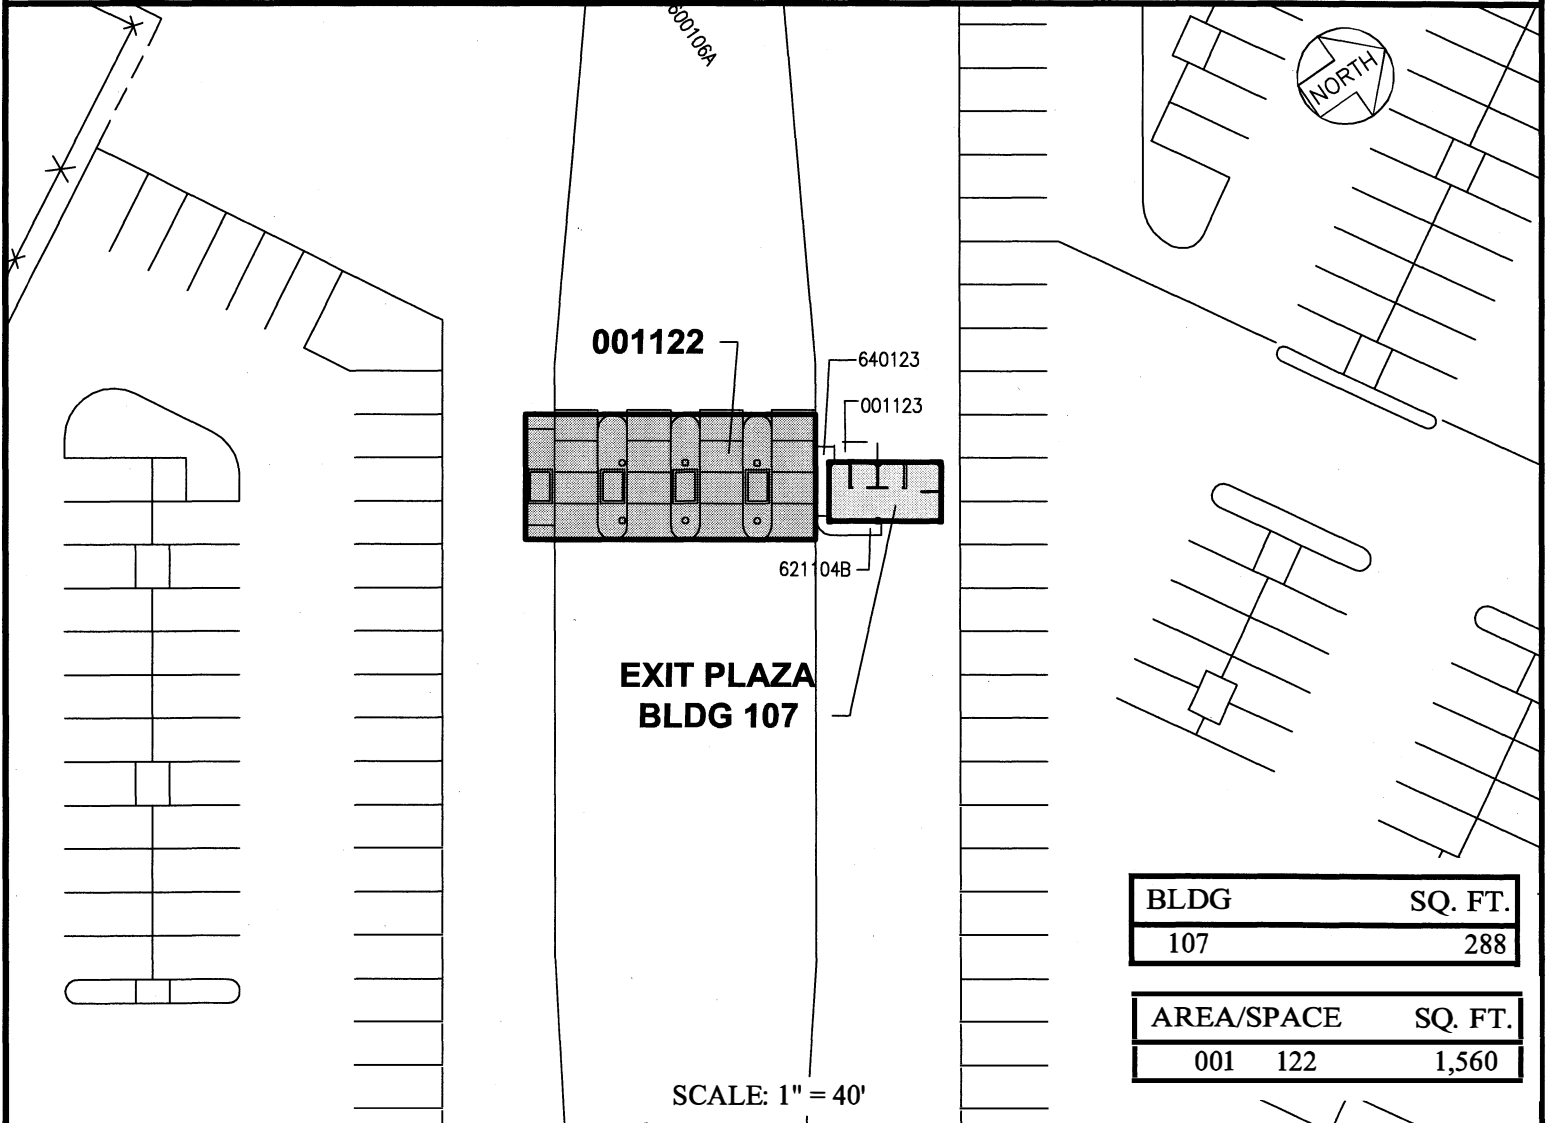 600106A
NORTH
001122
640123
001123
621104B
EXIT PLAZA
BLDG 107
BLDG SQ. FT.
107 288
AREA/SPACE SQ. FT.
001 122 1,560
SCALE: 1" = 40'